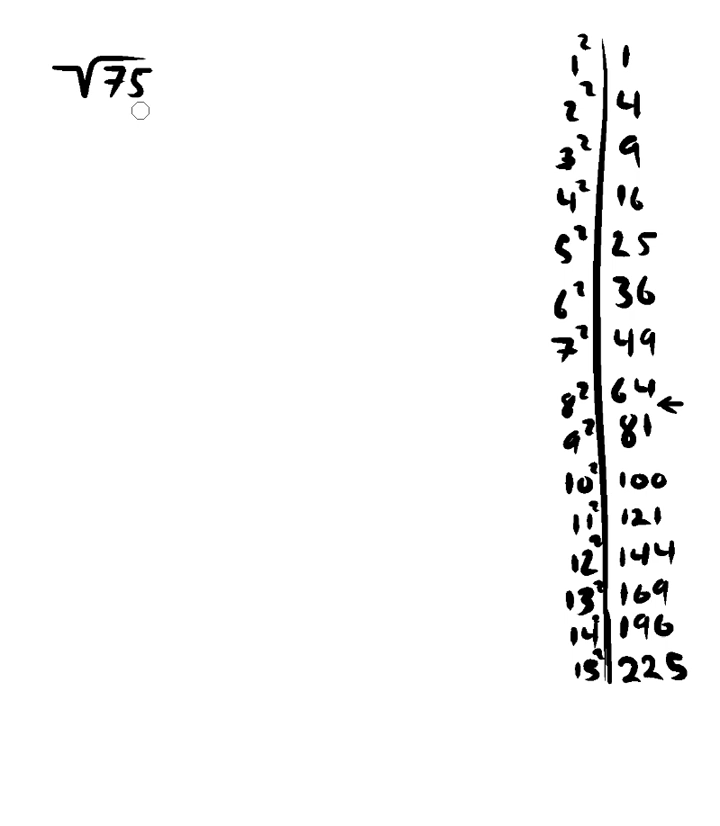 √75
1² | 1
2² | 4
3² | 9
4² | 16
5² | 25
6² | 36
7² | 49
8² | 64 ←
9² | 81
10² | 100
11² | 121
12² | 144
13² | 169
14² | 196
15² | 225